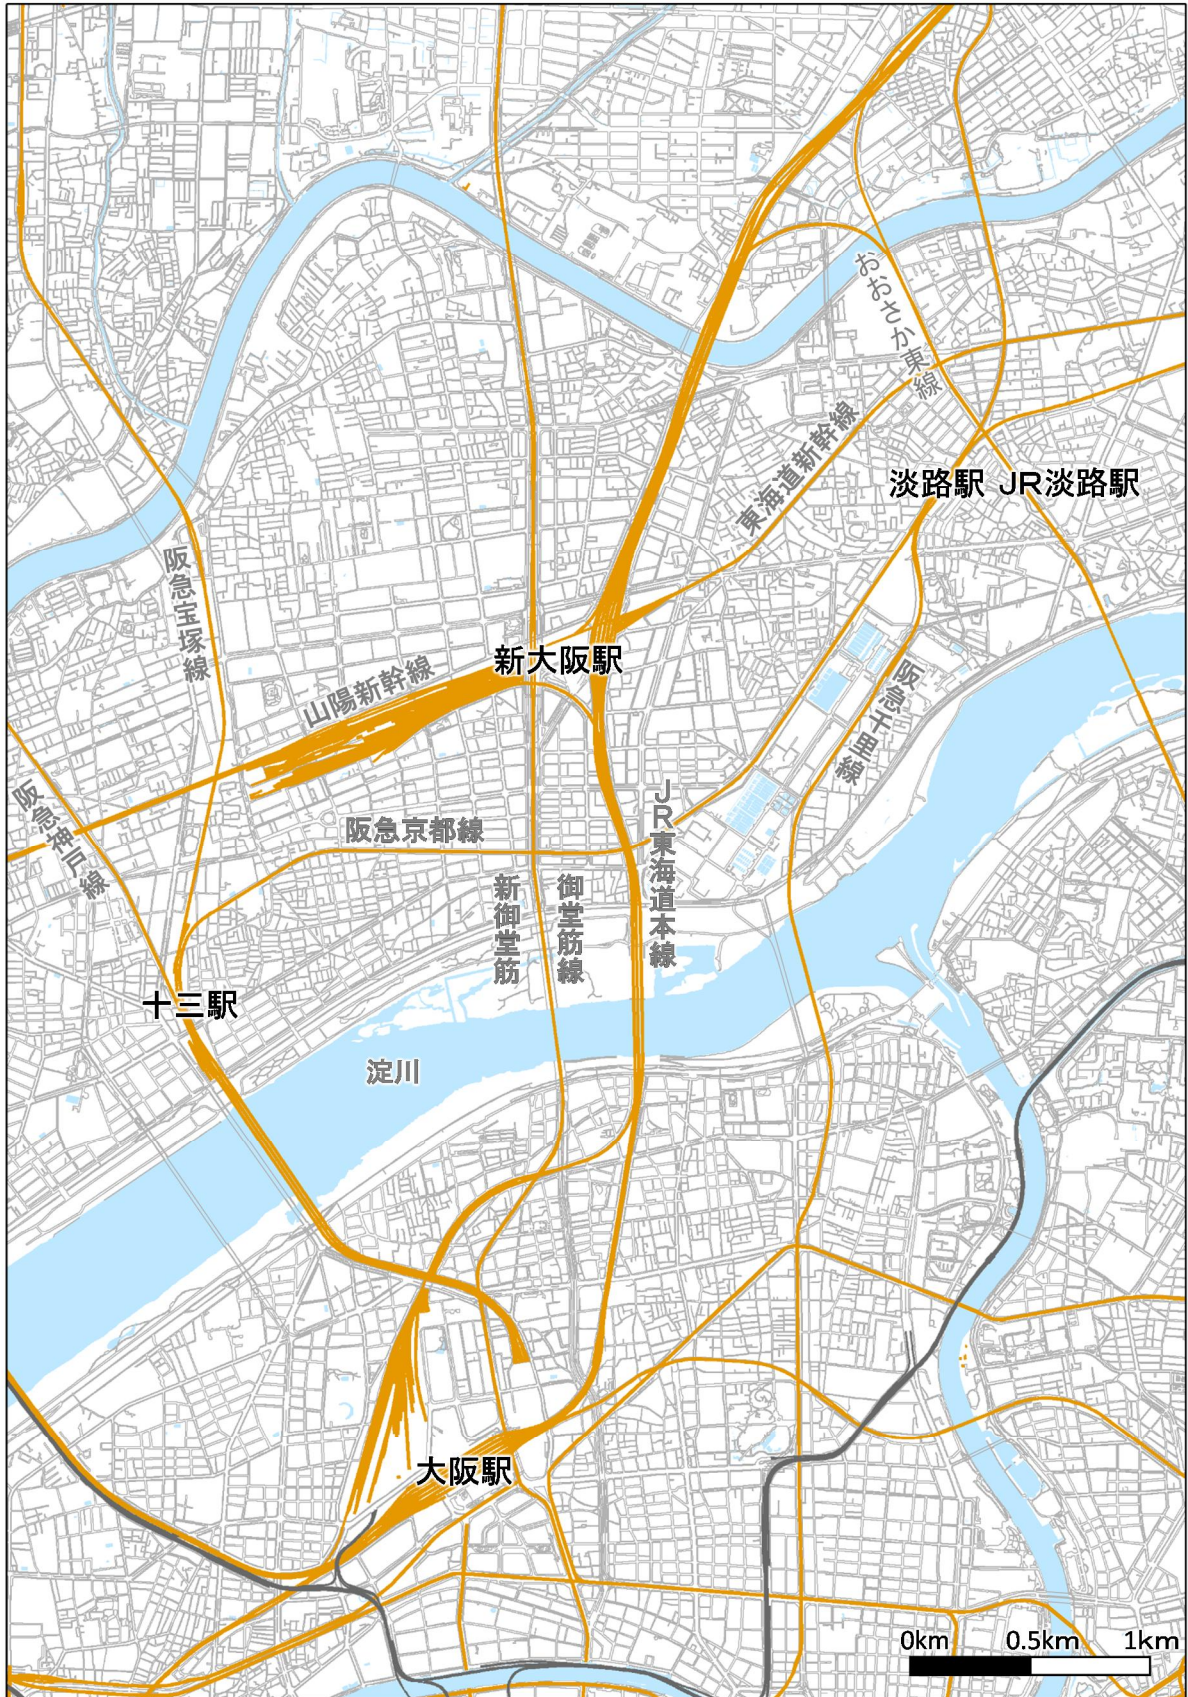 おおさか東線
東海道新幹線
淡路駅
JR淡路駅
阪急宝塚線
新大阪駅
山陽新幹線
阪急千里線
阪急神戸線
阪急京都線
JR東海道本線
新御堂筋
御堂筋線
十三駅
淀川
大阪駅
0km 0.5km 1km